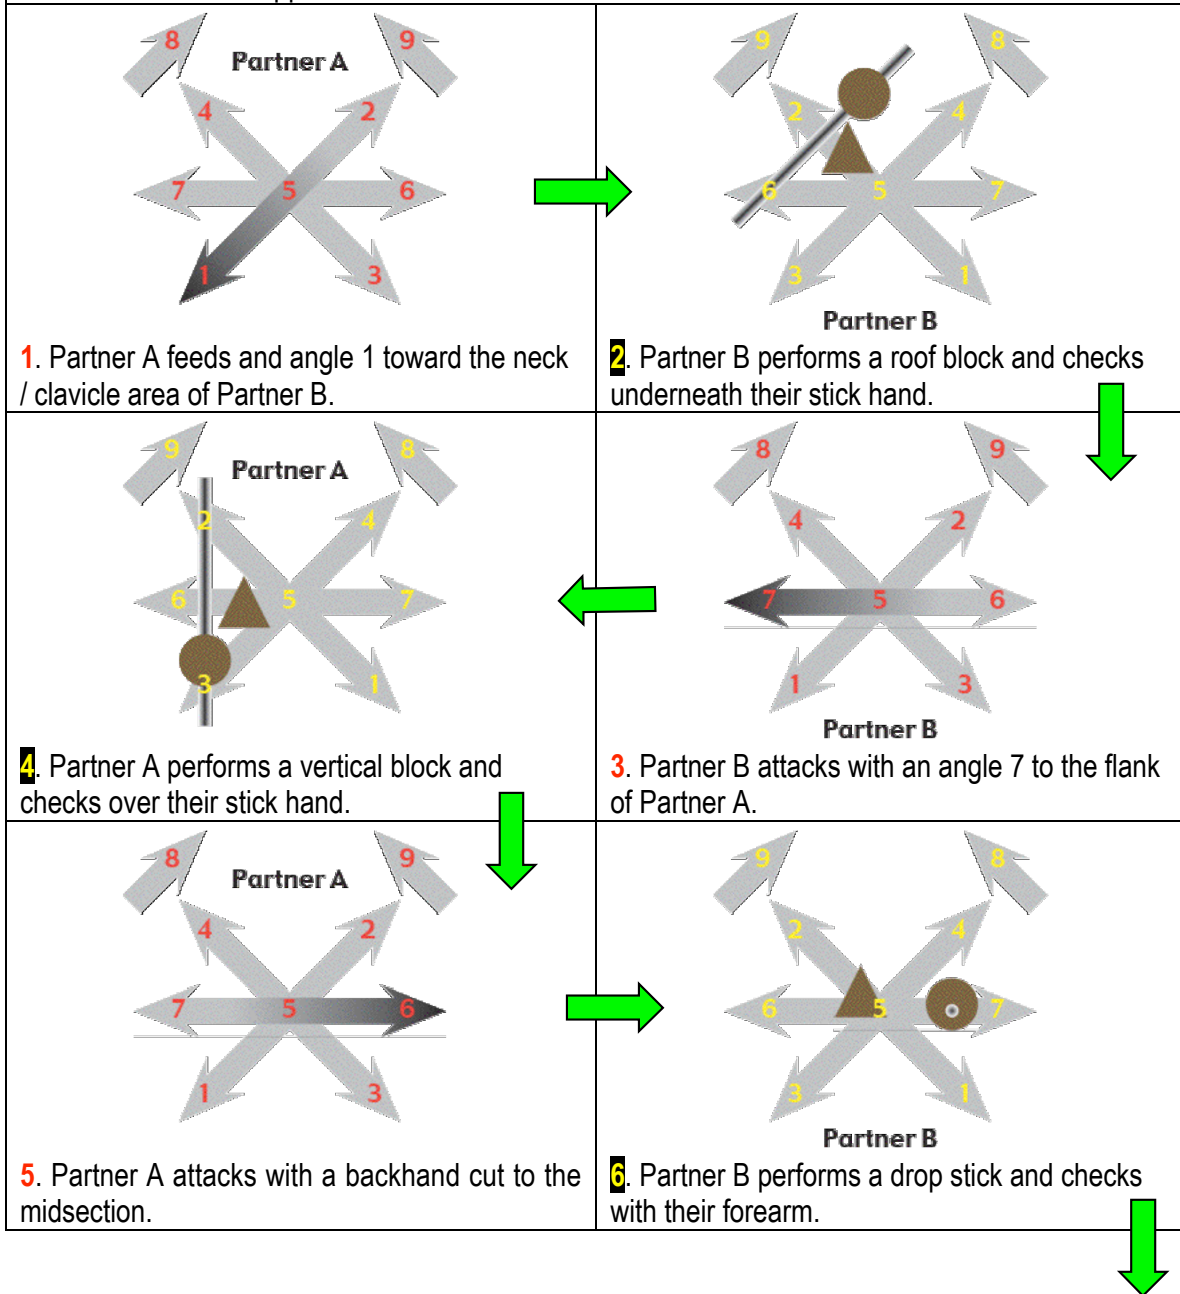 8 9
Partner A
4 2
7 5 6
1 3
1. Partner A feeds and angle 1 toward the neck
/ clavicle area of Partner B.
9 8
2 4
6 5 7
3 1
Partner B
2. Partner B performs a roof block and checks
underneath their stick hand.
9 8
Partner A
2 4
6 5 7
3 1
4. Partner A performs a vertical block and
checks over their stick hand.
8 9
4 2
7 5 6
1 3
Partner B
3. Partner B attacks with an angle 7 to the flank
of Partner A.
8 9
Partner A
4 2
7 5 6
1 3
5. Partner A attacks with a backhand cut to the
midsection.
9 8
2 4
6 5 7
3 1
Partner B
6. Partner B performs a drop stick and checks
with their forearm.